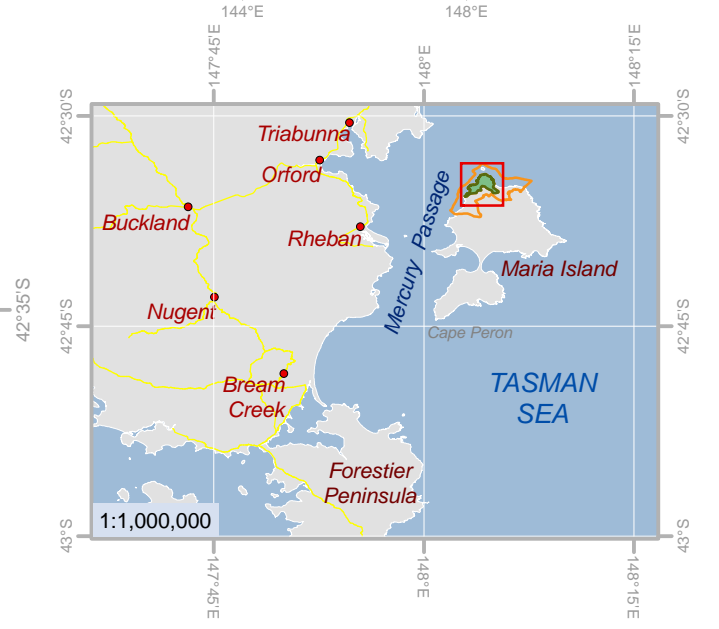 144°E
148°E
147°45'E
148°E
148°15'E
42°30'S
42°30'S
Triabunna
Orford
Buckland
Rheban
Mercury Passage
Maria Island
42°35'S
Nugent
42°45'S
42°45'S
Cape Peron
Bream
Creek
TASMAN
SEA
Forestier
Peninsula
1:1,000,000
43°S
43°S
147°45'E
148°E
148°15'E